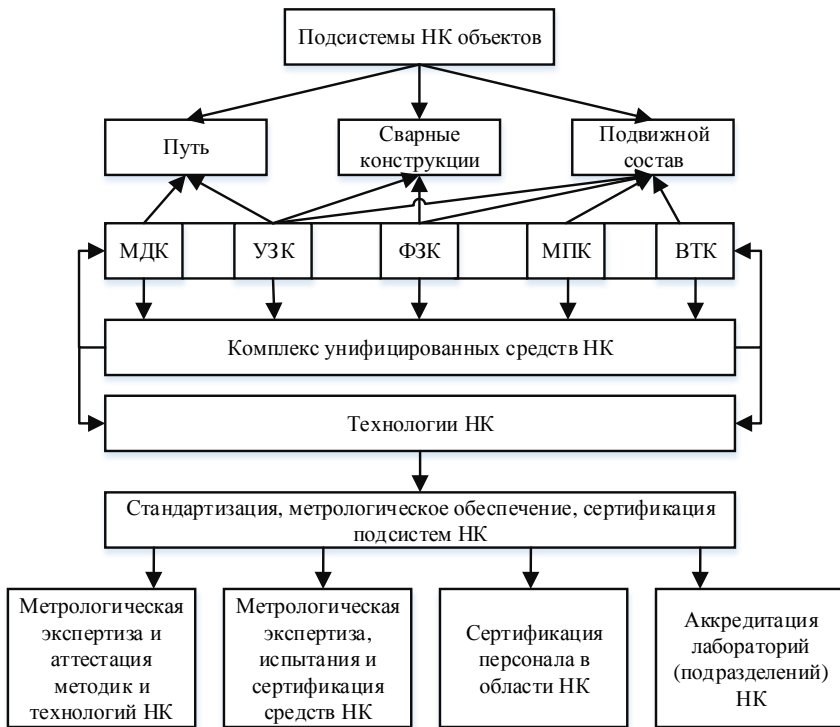 Подсистемы НК объектов
Путь
Сварные
конструкции
Подвижной
состав
МДК
УЗК
ФЗК
МПК
ВТК
Комплекс унифицированных средств НК
Технологии НК
Стандартизация, метрологическое обеспечение, сертификация
подсистем НК
Метрологическая
экспертиза и
аттестация
методик и
технологий НК
Метрологическая
экспертиза,
испытания и
сертификация
средств НК
Сертификация
персонала в
области НК
Аккредитация
лабораторий
(подразделений)
НК